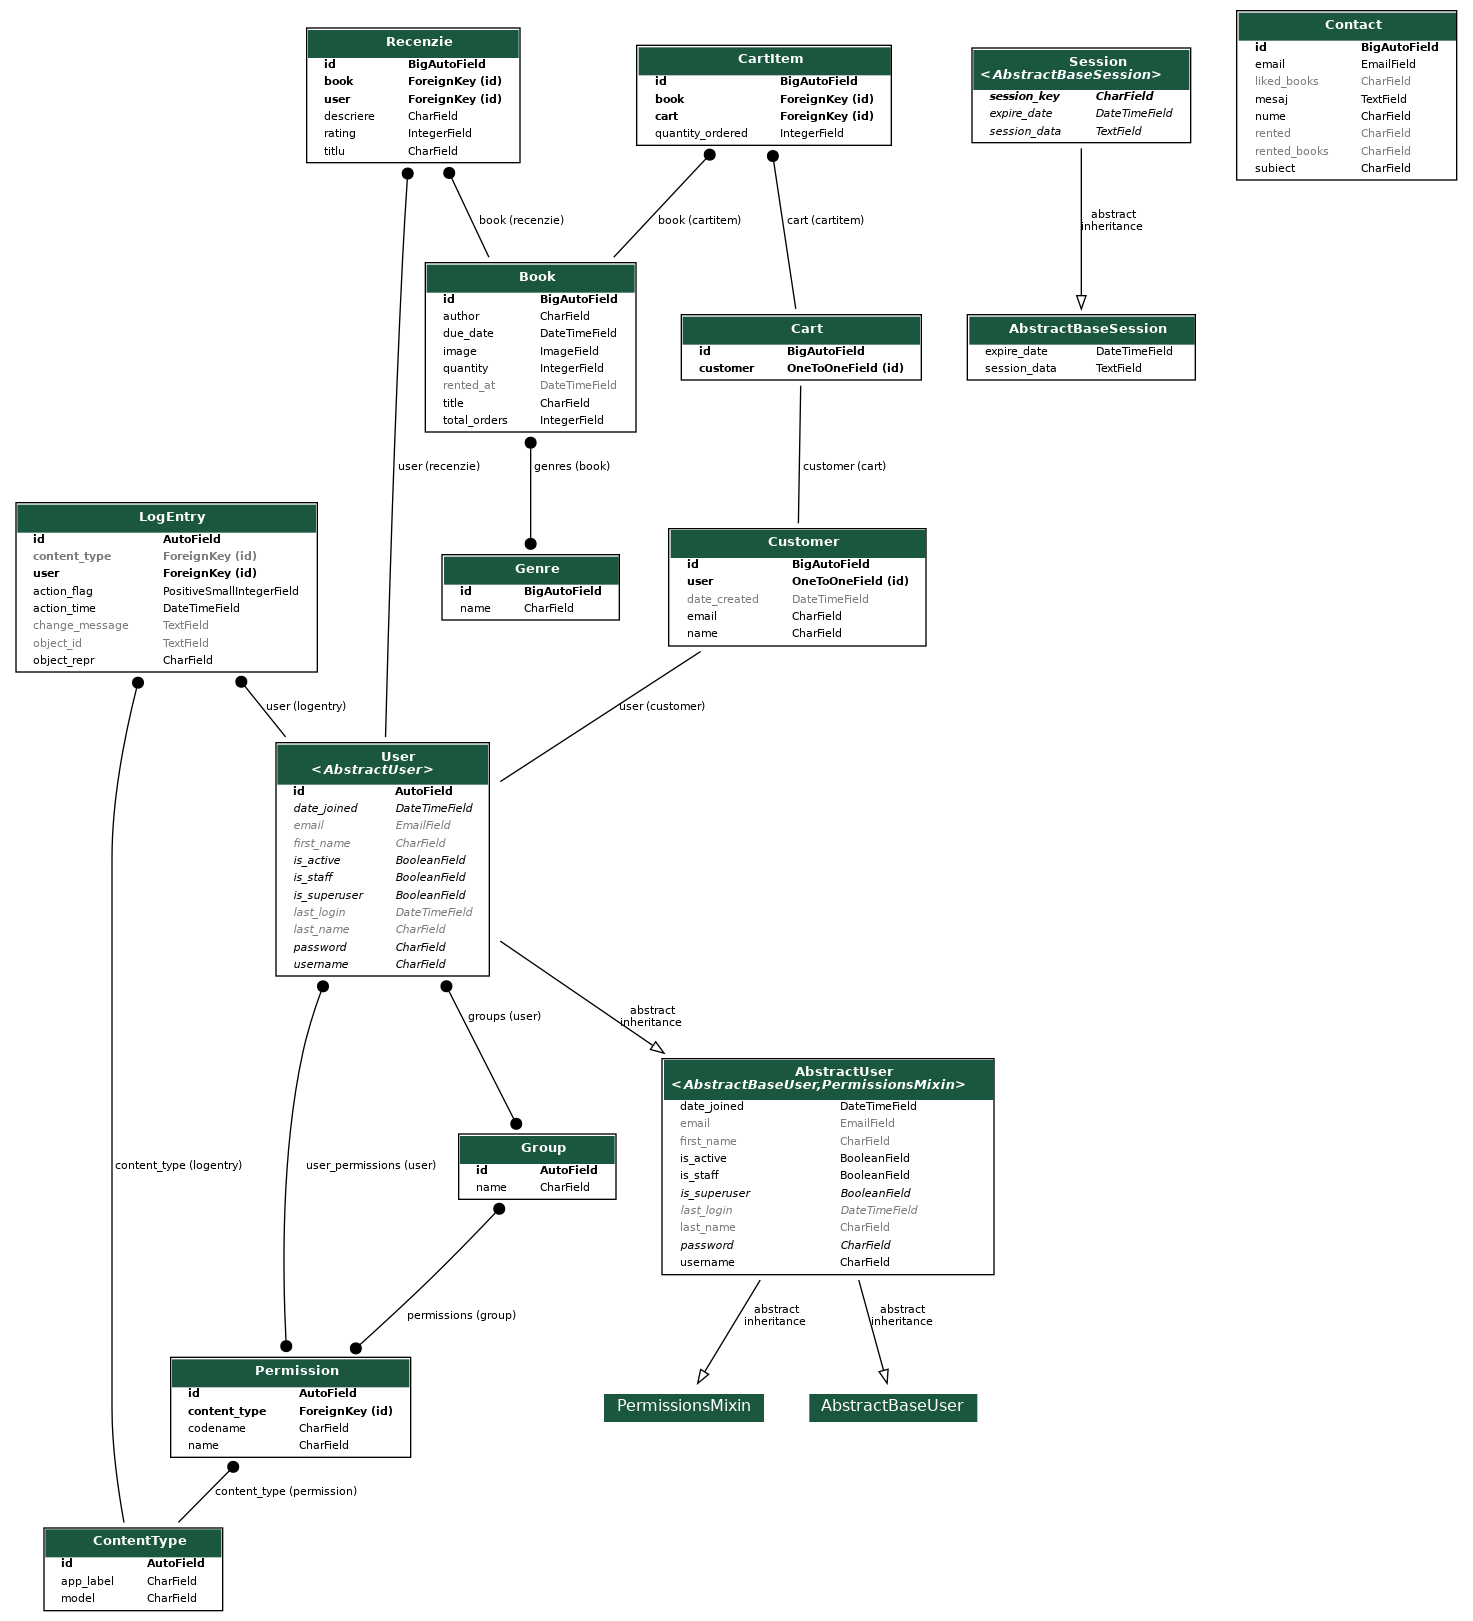 Recenzie
id BigAutoField
book ForeignKey (id)
user ForeignKey (id)
descriere CharField
rating IntegerField
titlu CharField
CartItem
id BigAutoField
book ForeignKey (id)
cart ForeignKey (id)
quantity_ordered IntegerField
Session
<AbstractBaseSession>
session_key CharField
expire_date DateTimeField
session_data TextField
Contact
id BigAutoField
email EmailField
liked_books CharField
mesaj TextField
nume CharField
rented CharField
rented_books CharField
subiect CharField
book (recenzie)
book (cartitem)
cart (cartitem)
abstract
inheritance
Book
id BigAutoField
author CharField
due_date DateTimeField
image ImageField
quantity IntegerField
rented_at DateTimeField
title CharField
total_orders IntegerField
Cart
id BigAutoField
customer OneToOneField (id)
AbstractBaseSession
expire_date DateTimeField
session_data TextField
user (recenzie)
genres (book)
customer (cart)
LogEntry
id AutoField
content_type ForeignKey (id)
user ForeignKey (id)
action_flag PositiveSmallIntegerField
action_time DateTimeField
change_message TextField
object_id TextField
object_repr CharField
Genre
id BigAutoField
name CharField
Customer
id BigAutoField
user OneToOneField (id)
date_created DateTimeField
email CharField
name CharField
user (logentry)
user (customer)
User
<AbstractUser>
id AutoField
date_joined DateTimeField
email EmailField
first_name CharField
is_active BooleanField
is_staff BooleanField
is_superuser BooleanField
last_login DateTimeField
last_name CharField
password CharField
username CharField
groups (user)
abstract
inheritance
AbstractUser
<AbstractBaseUser,PermissionsMixin>
date_joined DateTimeField
email EmailField
first_name CharField
is_active BooleanField
is_staff BooleanField
is_superuser BooleanField
last_login DateTimeField
last_name CharField
password CharField
username CharField
content_type (logentry)
user_permissions (user)
Group
id AutoField
name CharField
permissions (group)
abstract
inheritance
abstract
inheritance
Permission
id AutoField
content_type ForeignKey (id)
codename CharField
name CharField
PermissionsMixin
AbstractBaseUser
content_type (permission)
ContentType
id AutoField
app_label CharField
model CharField